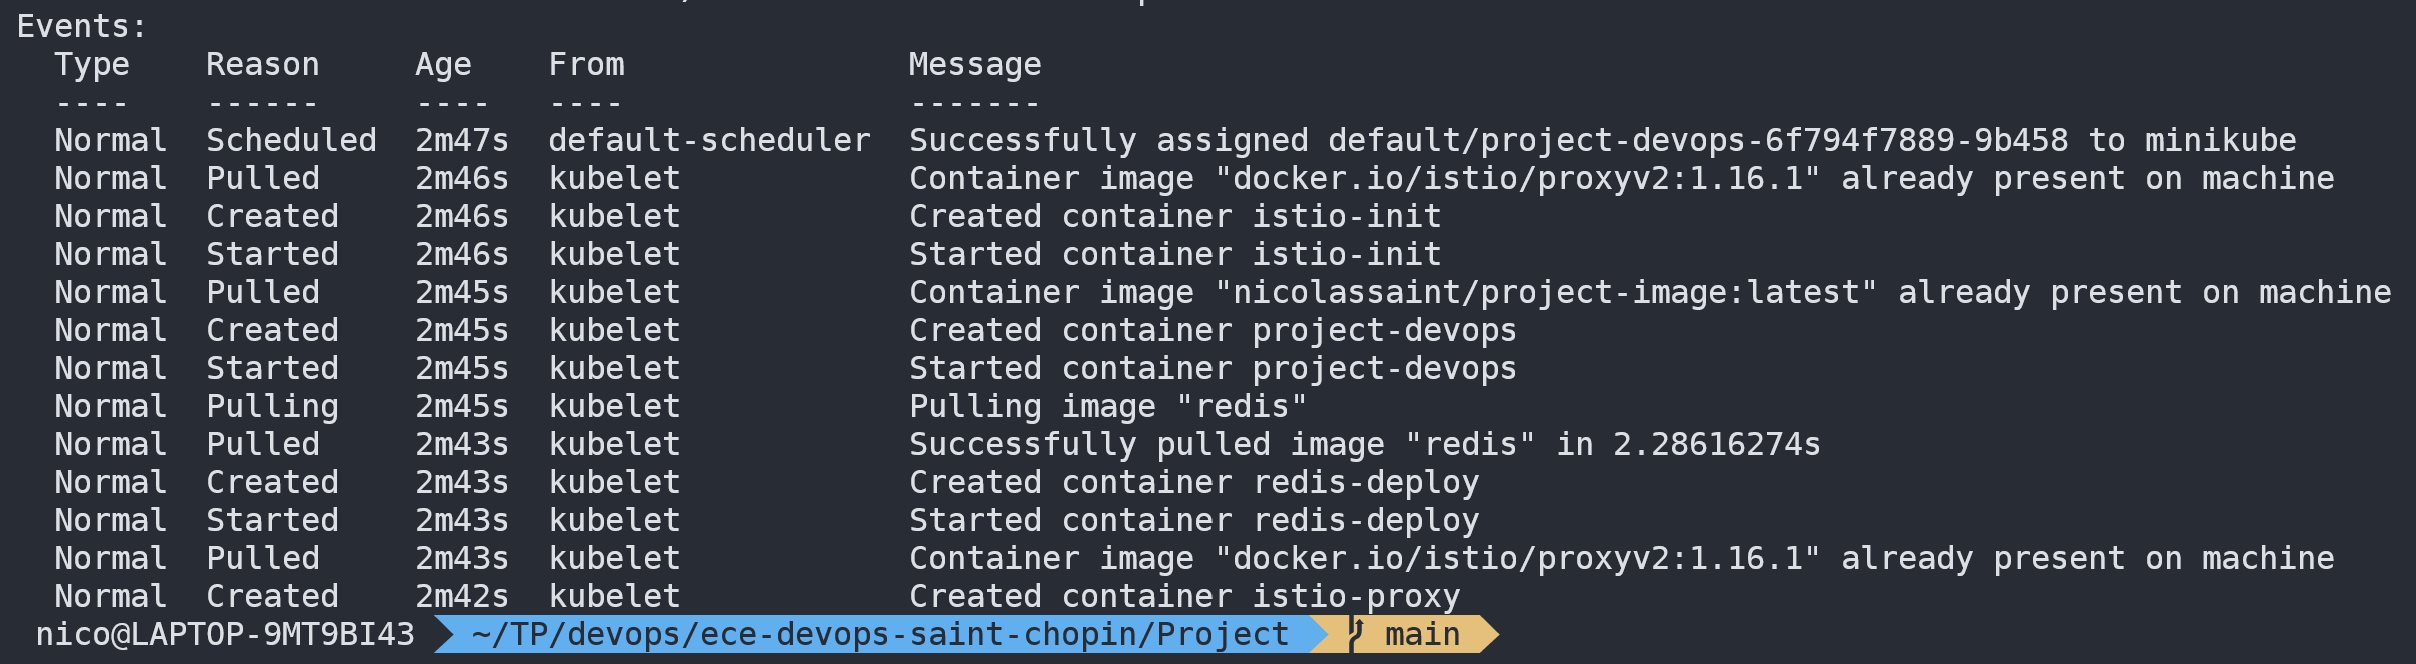 Events:
  Type    Reason     Age   From               Message
  ----    ------     ----  ----               -------
  Normal  Scheduled  2m47s  default-scheduler  Successfully assigned default/project-devops-6f794f7889-9b458 to minikube
  Normal  Pulled     2m46s  kubelet            Container image "docker.io/istio/proxyv2:1.16.1" already present on machine
  Normal  Created    2m46s  kubelet            Created container istio-init
  Normal  Started    2m46s  kubelet            Started container istio-init
  Normal  Pulled     2m45s  kubelet            Container image "nicolassaint/project-image:latest" already present on machine
  Normal  Created    2m45s  kubelet            Created container project-devops
  Normal  Started    2m45s  kubelet            Started container project-devops
  Normal  Pulling    2m45s  kubelet            Pulling image "redis"
  Normal  Pulled     2m43s  kubelet            Successfully pulled image "redis" in 2.28616274s
  Normal  Created    2m43s  kubelet            Created container redis-deploy
  Normal  Started    2m43s  kubelet            Started container redis-deploy
  Normal  Pulled     2m43s  kubelet            Container image "docker.io/istio/proxyv2:1.16.1" already present on machine
  Normal  Created    2m42s  kubelet            Created container istio-proxy
nico@LAPTOP-9MT9BI43 ~/TP/devops/ece-devops-saint-chopin/Project main